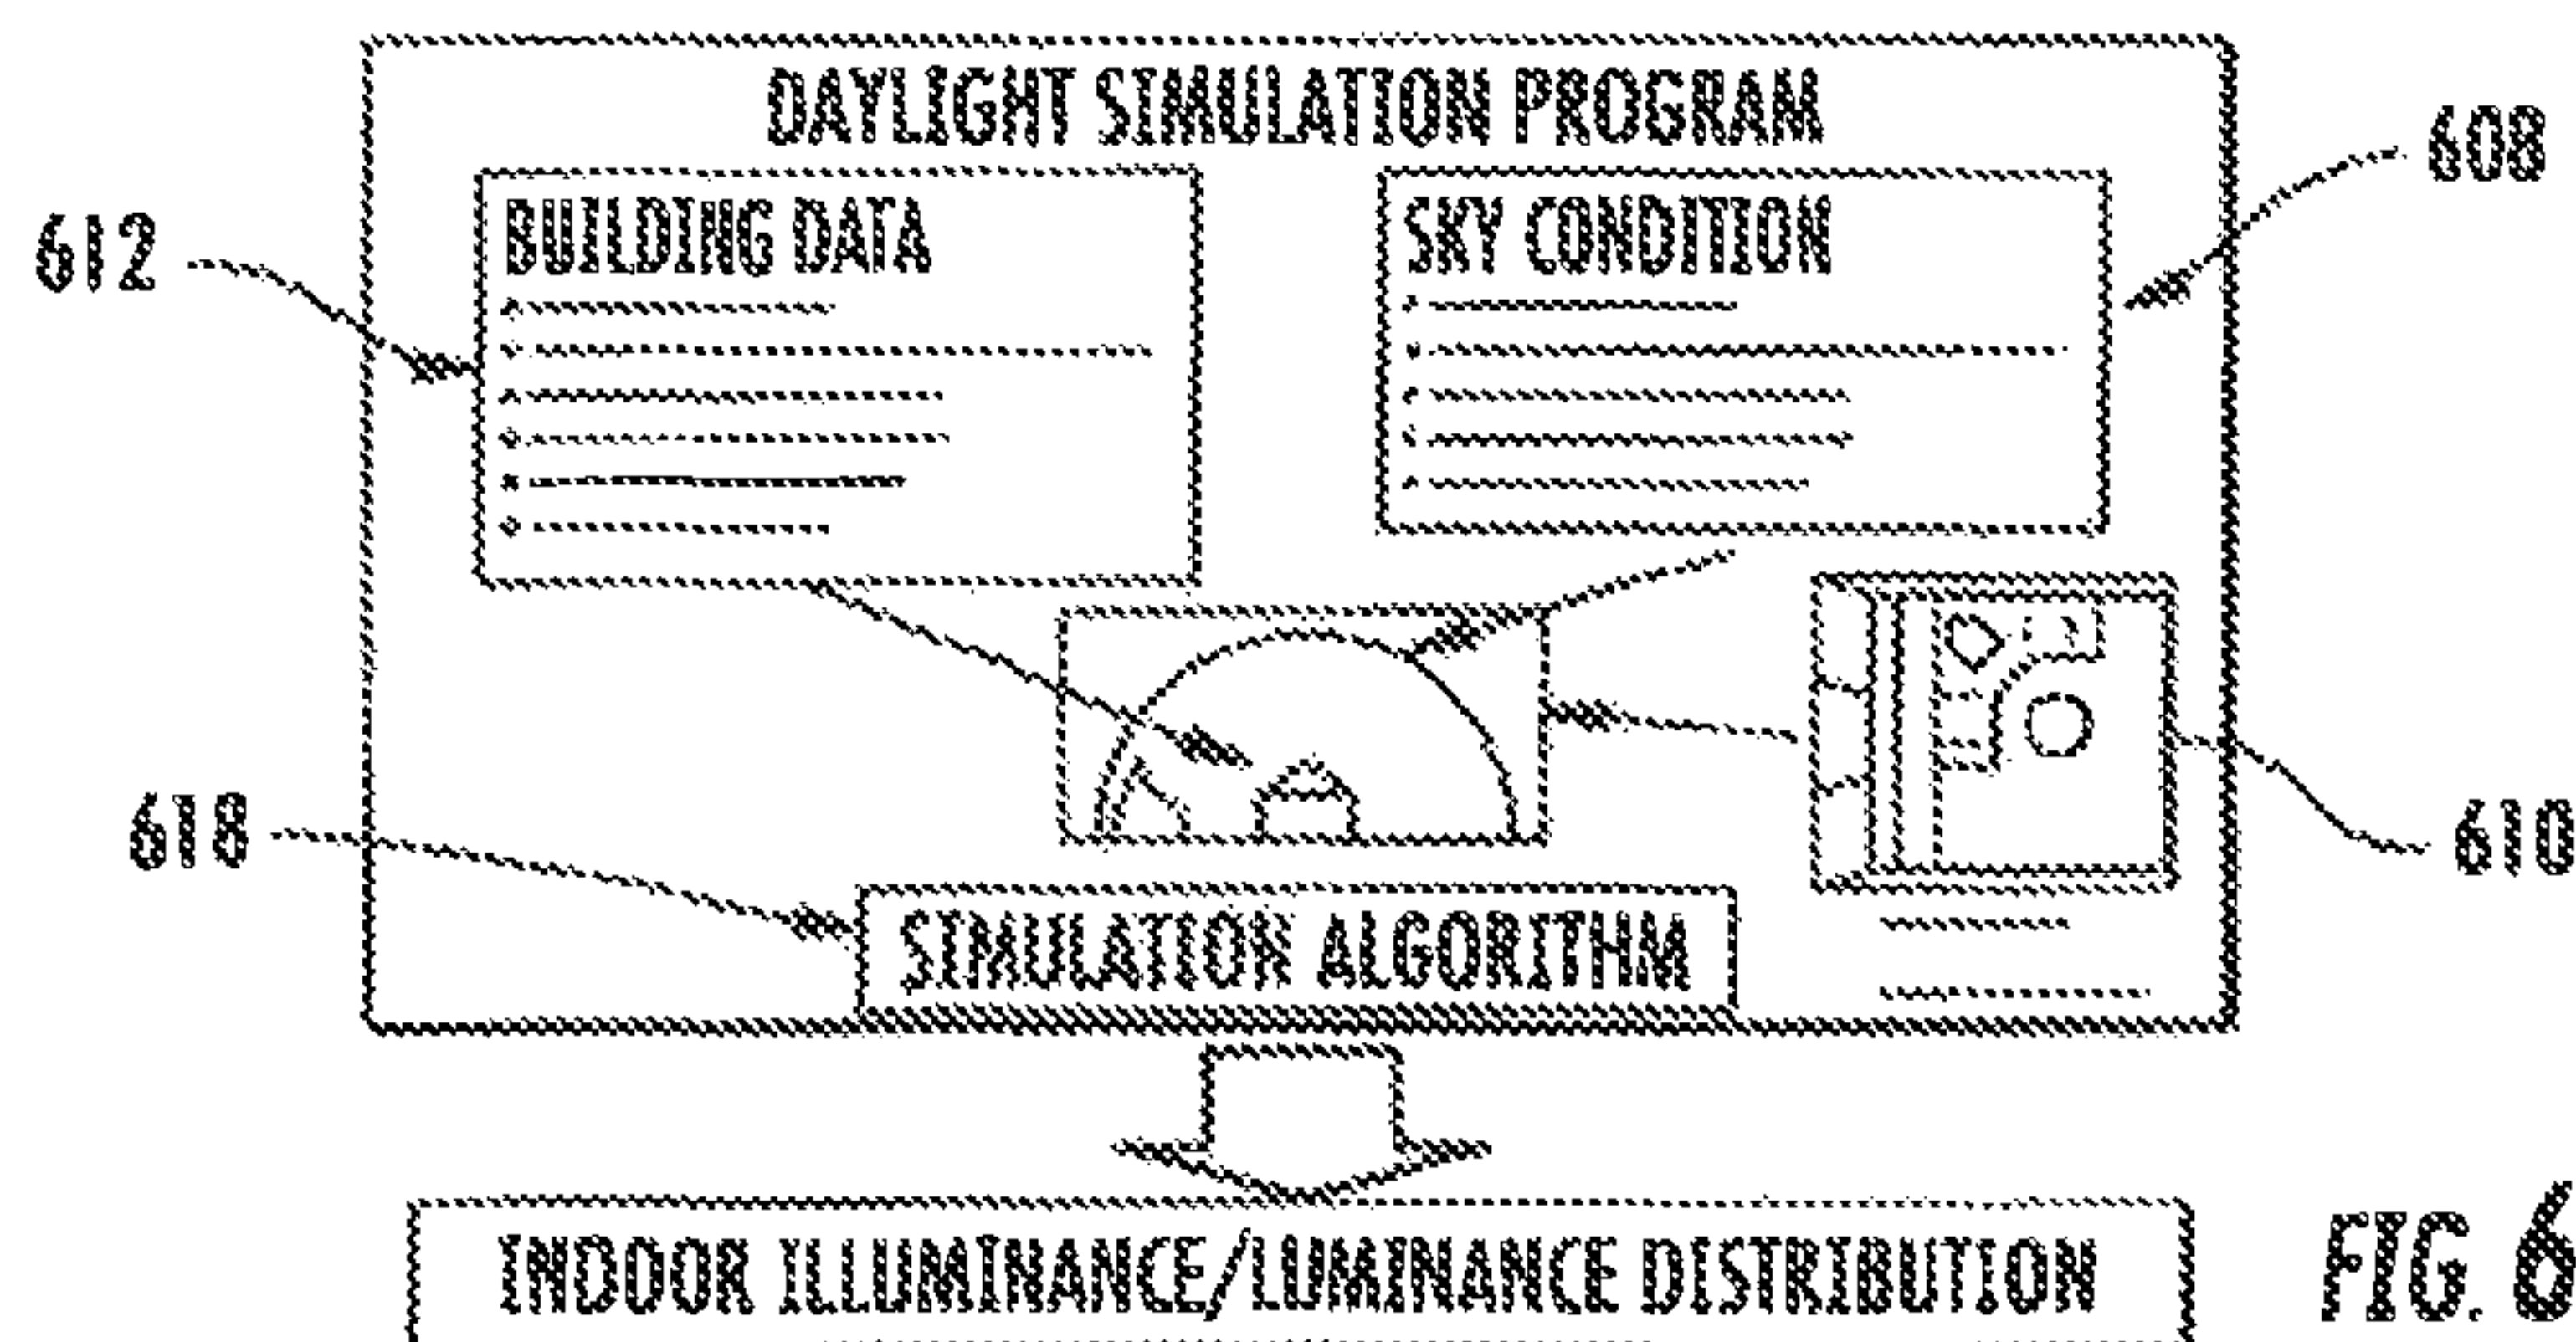 DAYLIGHT SIMULATION PROGRAM
608
612
BUILDING DATA
SKY CONDITION
618
610
SIMULATION ALGORITHM
INDOOR ILLUMINANCE/LUMINANCE DISTRIBUTION
FIG. 6